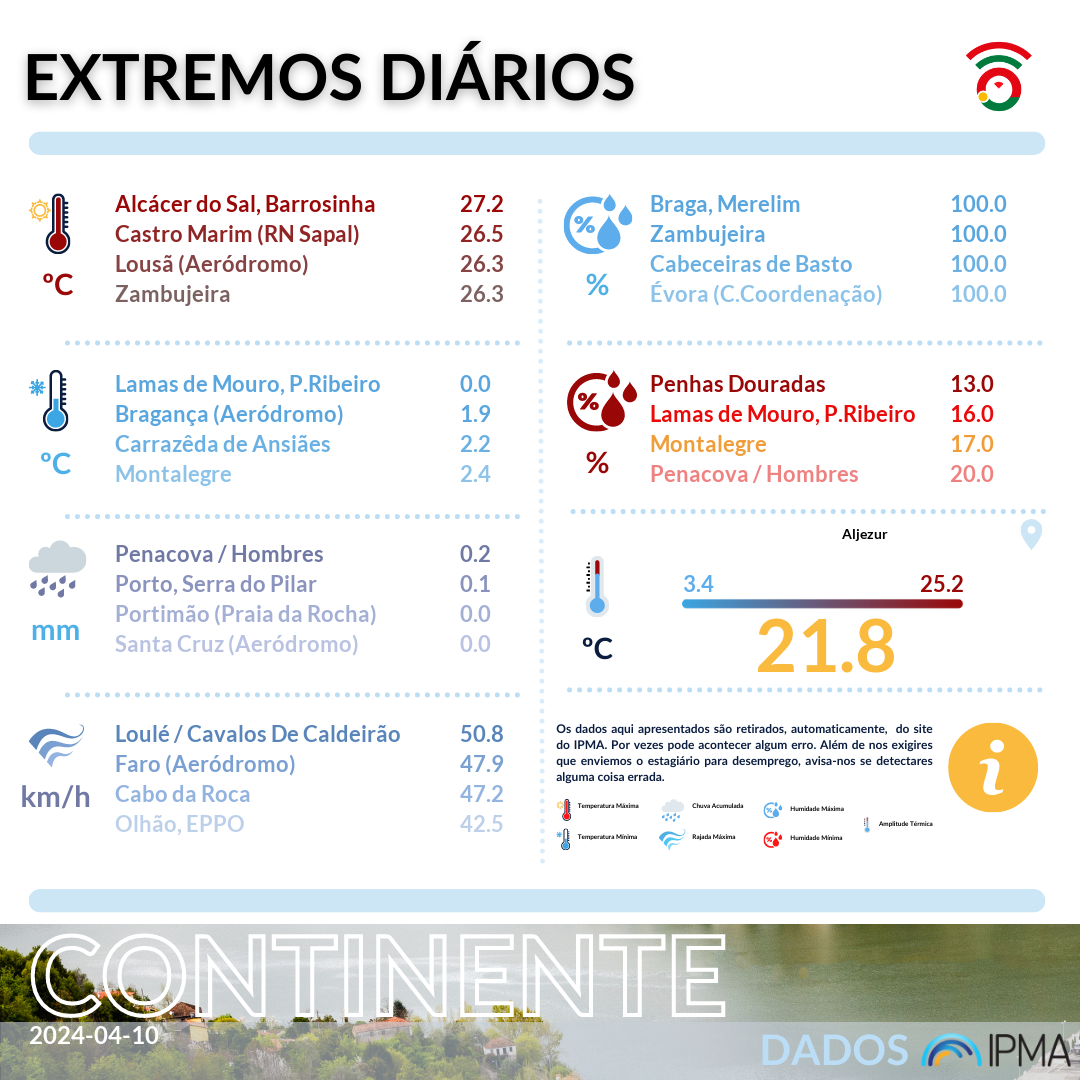 EXTREMOS DIÁRIOS
Alcácer do Sal, Barrosinha 27.2
Castro Marim (RN Sapal) 26.5
Lousã (Aeródromo) 26.3
Zambujeira 26.3
ºC
Lamas de Mouro, P.Ribeiro 0.0
Bragança (Aeródromo) 1.9
Carrazêda de Ansiães 2.2
Montalegre 2.4
ºC
Penacova / Hombres 0.2
Porto, Serra do Pilar 0.1
Portimão (Praia da Rocha) 0.0
Santa Cruz (Aeródromo) 0.0
mm
Loulé / Cavalos De Caldeirão 50.8
Faro (Aeródromo) 47.9
Cabo da Roca 47.2
Olhão, EPPO 42.5
km/h
%
Braga, Merelim 100.0
Zambujeira 100.0
Cabeceiras de Basto 100.0
Évora (C.Coordenação) 100.0
%
%
Penhas Douradas 13.0
Lamas de Mouro, P.Ribeiro 16.0
Montalegre 17.0
Penacova / Hombres 20.0
%
Aljezur
3.4 25.2
21.8
ºC
Os dados aqui apresentados são retirados, automaticamente, do site
do IPMA. Por vezes pode acontecer algum erro. Além de nos exigires
que enviemos o estagiário para desemprego, avisa-nos se detectares
alguma coisa errada.
i
Temperatura Máxima Chuva Acumulada Humidade Máxima
Amplitude Térmica
Temperatura Mínima Rajada Máxima Humidade Mínima
CONTINENTE
2024-04-10
DADOS IPMA